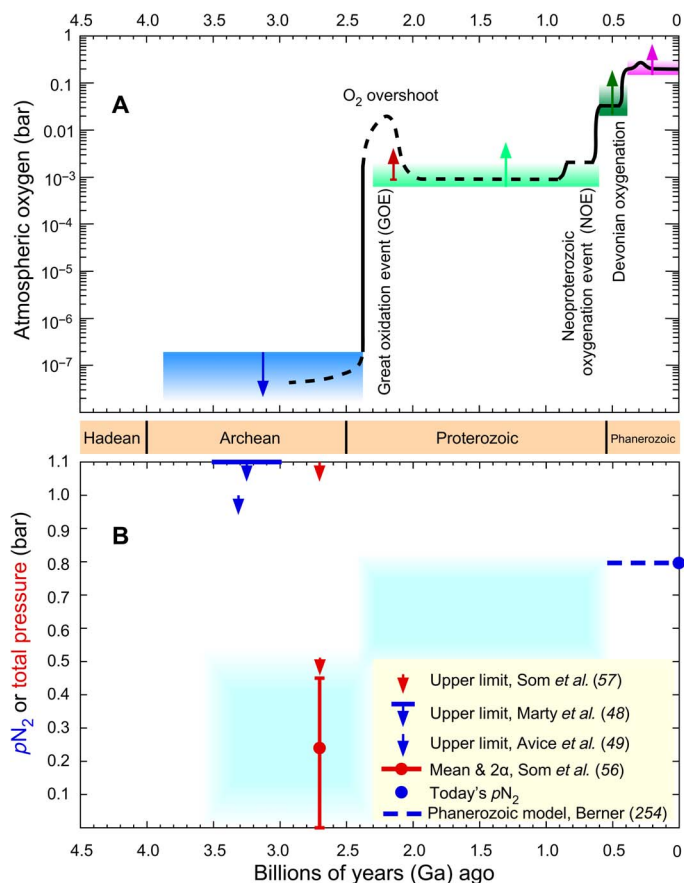 4.5 4.0 3.5 3.0 2.5 2.0 1.5 1.0 0.5 0
1
0.1
0.01
10⁻³
10⁻⁴
10⁻⁵
10⁻⁶
10⁻⁷
Atmospheric oxygen (bar)
A
O₂ overshoot
Great oxidation event (GOE)
Neoproterozoic
oxygenation event (NOE)
Devonian oxygenation
Hadean Archean Proterozoic Phanerozoic
1.1
1.0
0.9
0.8
0.7
0.6
0.5
0.4
0.3
0.2
0.1
0
pN₂ or total pressure (bar)
B
Upper limit, Som et al. (57)
Upper limit, Marty et al. (48)
Upper limit, Avice et al. (49)
Mean & 2α, Som et al. (56)
Today's pN₂
Phanerozoic model, Berner (254)
4.5 4.0 3.5 3.0 2.5 2.0 1.5 1.0 0.5 0
Billions of years (Ga) ago